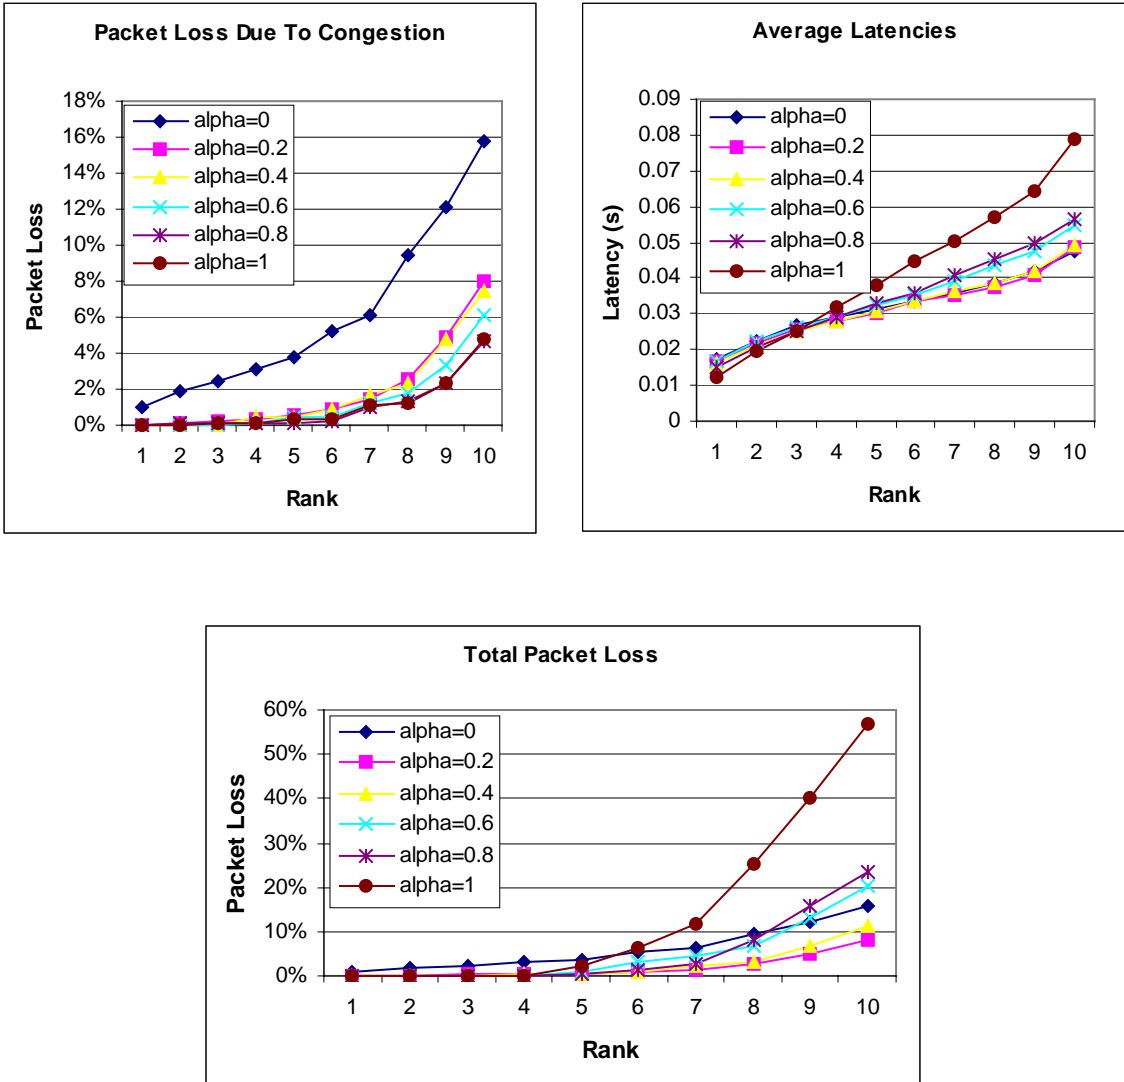 Packet Loss Due To Congestion
18%
16%
14%
12%
10%
8%
6%
4%
2%
0%
Packet Loss
alpha=0
alpha=0.2
alpha=0.4
alpha=0.6
alpha=0.8
alpha=1
1 2 3 4 5 6 7 8 9 10
Rank
Average Latencies
0.09
0.08
0.07
0.06
0.05
0.04
0.03
0.02
0.01
0
Latency (s)
alpha=0
alpha=0.2
alpha=0.4
alpha=0.6
alpha=0.8
alpha=1
1 2 3 4 5 6 7 8 9 10
Rank
Total Packet Loss
60%
50%
40%
30%
20%
10%
0%
Packet Loss
alpha=0
alpha=0.2
alpha=0.4
alpha=0.6
alpha=0.8
alpha=1
1 2 3 4 5 6 7 8 9 10
Rank